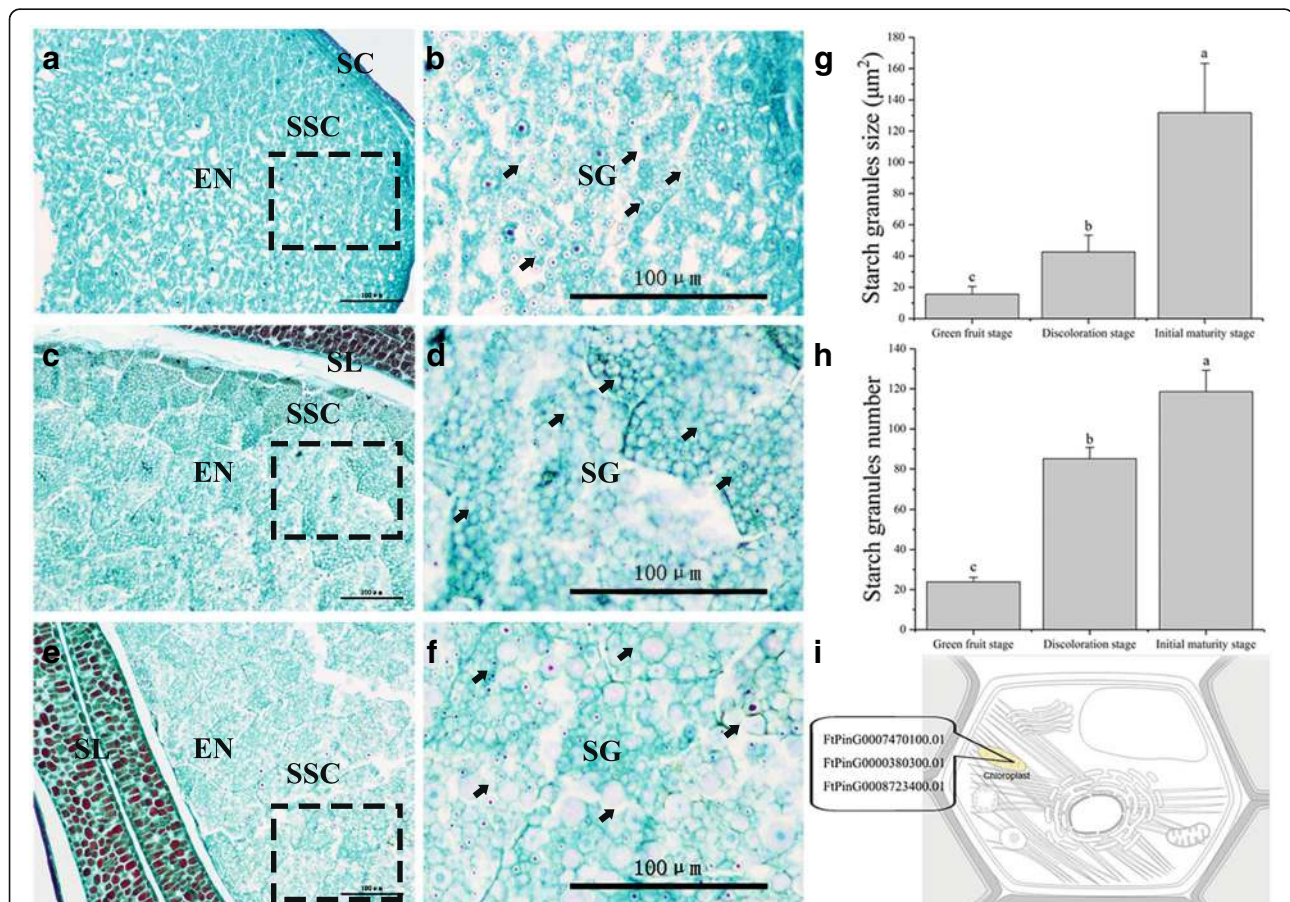 a
SC
SSC
EN
b
SG
100 μm
c
SL
SSC
EN
d
SG
100 μm
e
SL
EN
SSC
f
SG
100 μm
g
Starch granules size (μm²)
180
160
140
120
100
80
60
40
20
0
c
b
a
Green fruit stage
Discoloration stage
Initial maturity stage
h
Starch granules number
140
120
100
80
60
40
20
0
c
b
a
Green fruit stage
Discoloration stage
Initial maturity stage
i
FtPinG0007470100.01
FtPinG0000380300.01
FtPinG0008723400.01
Chloroplast